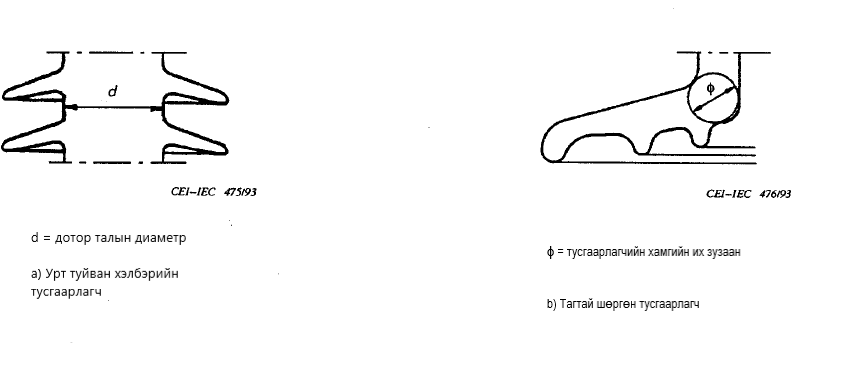 d
CEI–IEC 475/93
d = дотор талын диаметр
a) Урт туйван хэлбэрийн
тусгаарлагч
ф
CEI–IEC 476/93
ф = тусгаарлагчийн хамгийн их зузаан
b) Тагтай шөргөн тусгаарлагч